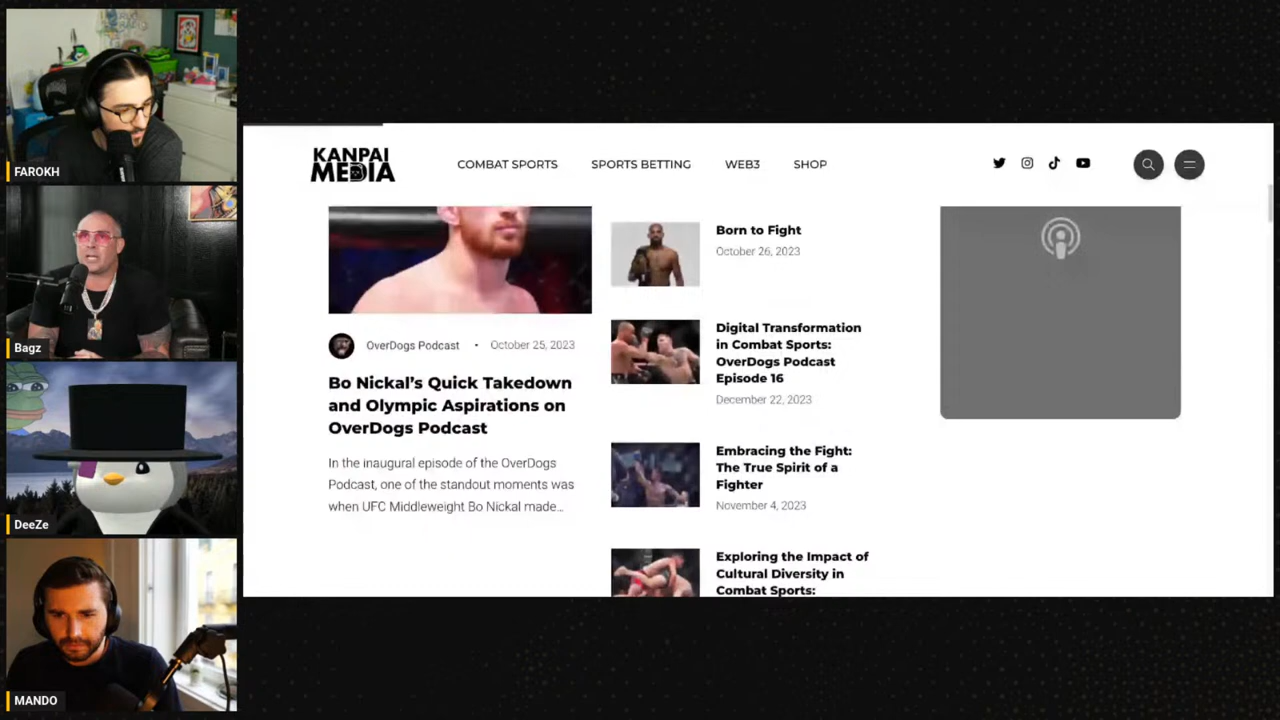 FAROKH
Bagz
DeeZe
MANDO
KANPAI
MEDIA
COMBAT SPORTS
SPORTS BETTING
WEB3
SHOP
OverDogs Podcast • October 25, 2023
Bo Nickal’s Quick Takedown
and Olympic Aspirations on
OverDogs Podcast
In the inaugural episode of the OverDogs
Podcast, one of the standout moments was
when UFC Middleweight Bo Nickal made...
Born to Fight
October 26, 2023
Digital Transformation
in Combat Sports:
OverDogs Podcast
Episode 16
December 22, 2023
Embracing the Fight:
The True Spirit of a
Fighter
November 4, 2023
Exploring the Impact of
Cultural Diversity in
Combat Sports: